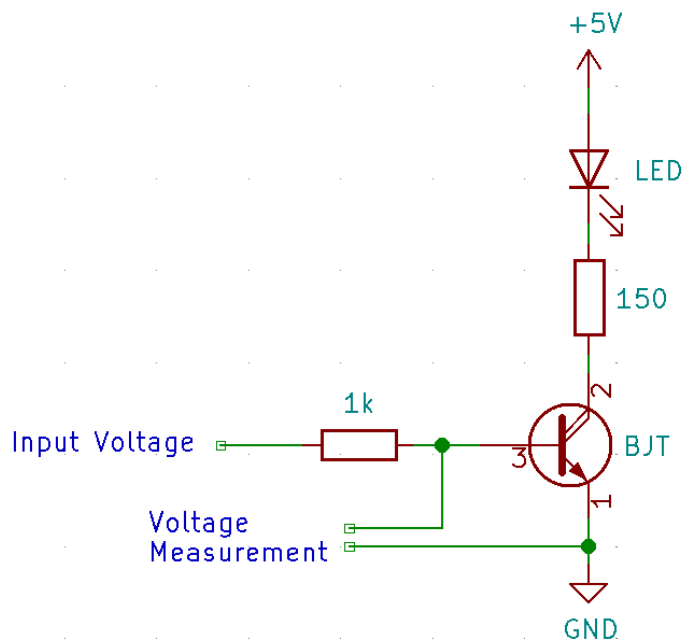 +5V
LED
150
2
1k
Input Voltage
3
BJT
1
Voltage
Measurement
GND